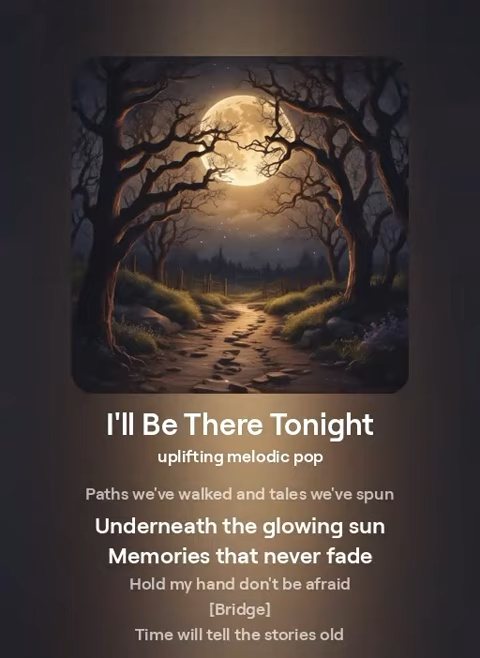 I'll Be There Tonight
uplifting melodic pop
Paths we've walked and tales we've spun
Underneath the glowing sun
Memories that never fade
Hold my hand don't be afraid
[Bridge]
Time will tell the stories old